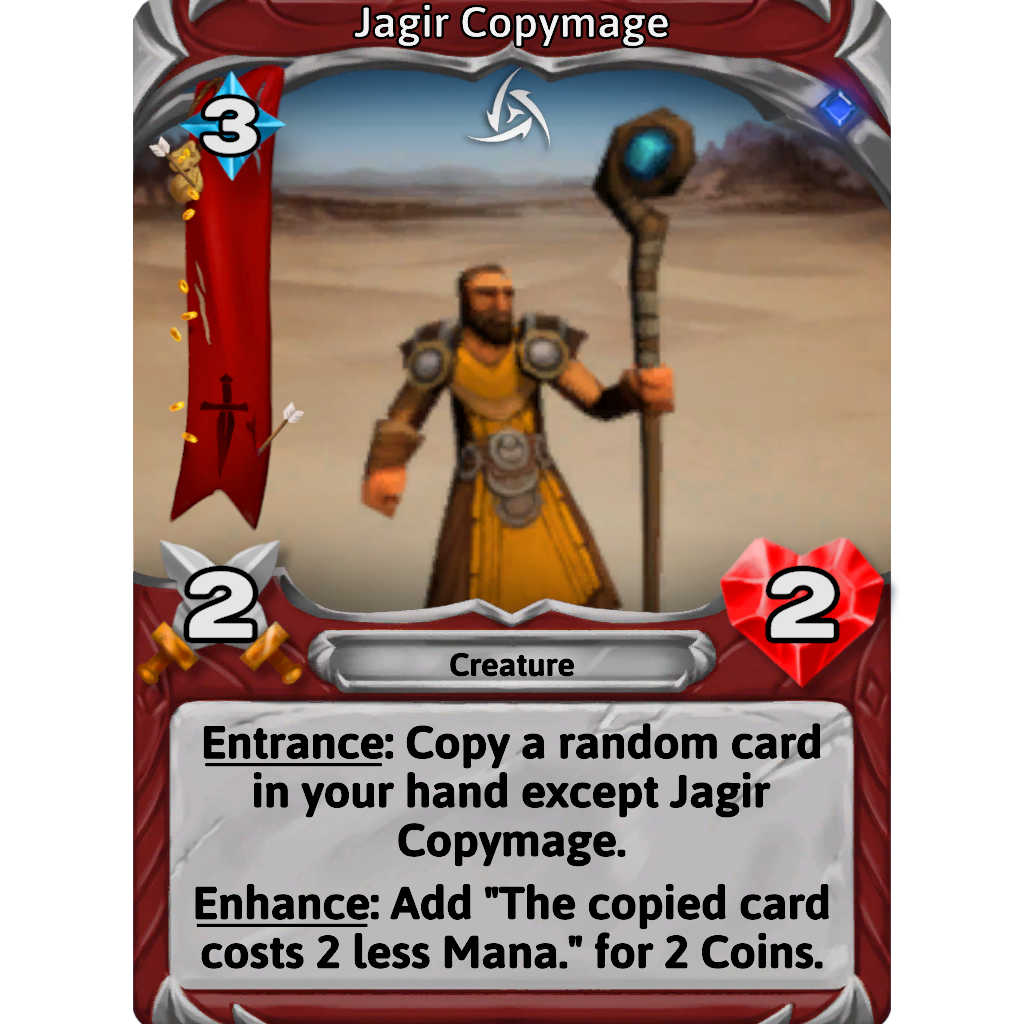 Jagir Copymage
3
2
2
Creature
Entrance: Copy a random card
in your hand except Jagir
Copymage.
Enhance: Add "The copied card
costs 2 less Mana." for 2 Coins.